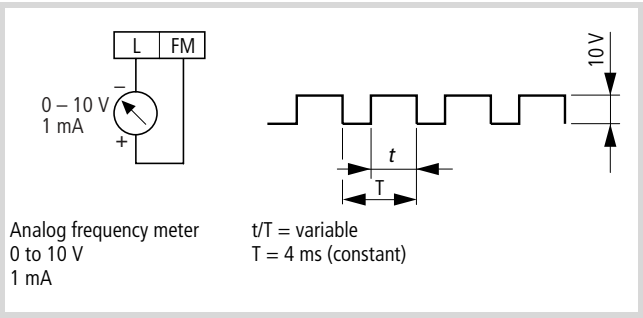 L FM
10 V
–
0 – 10 V
1 mA
+
t
T
Analog frequency meter
0 to 10 V
1 mA
t/T = variable
T = 4 ms (constant)